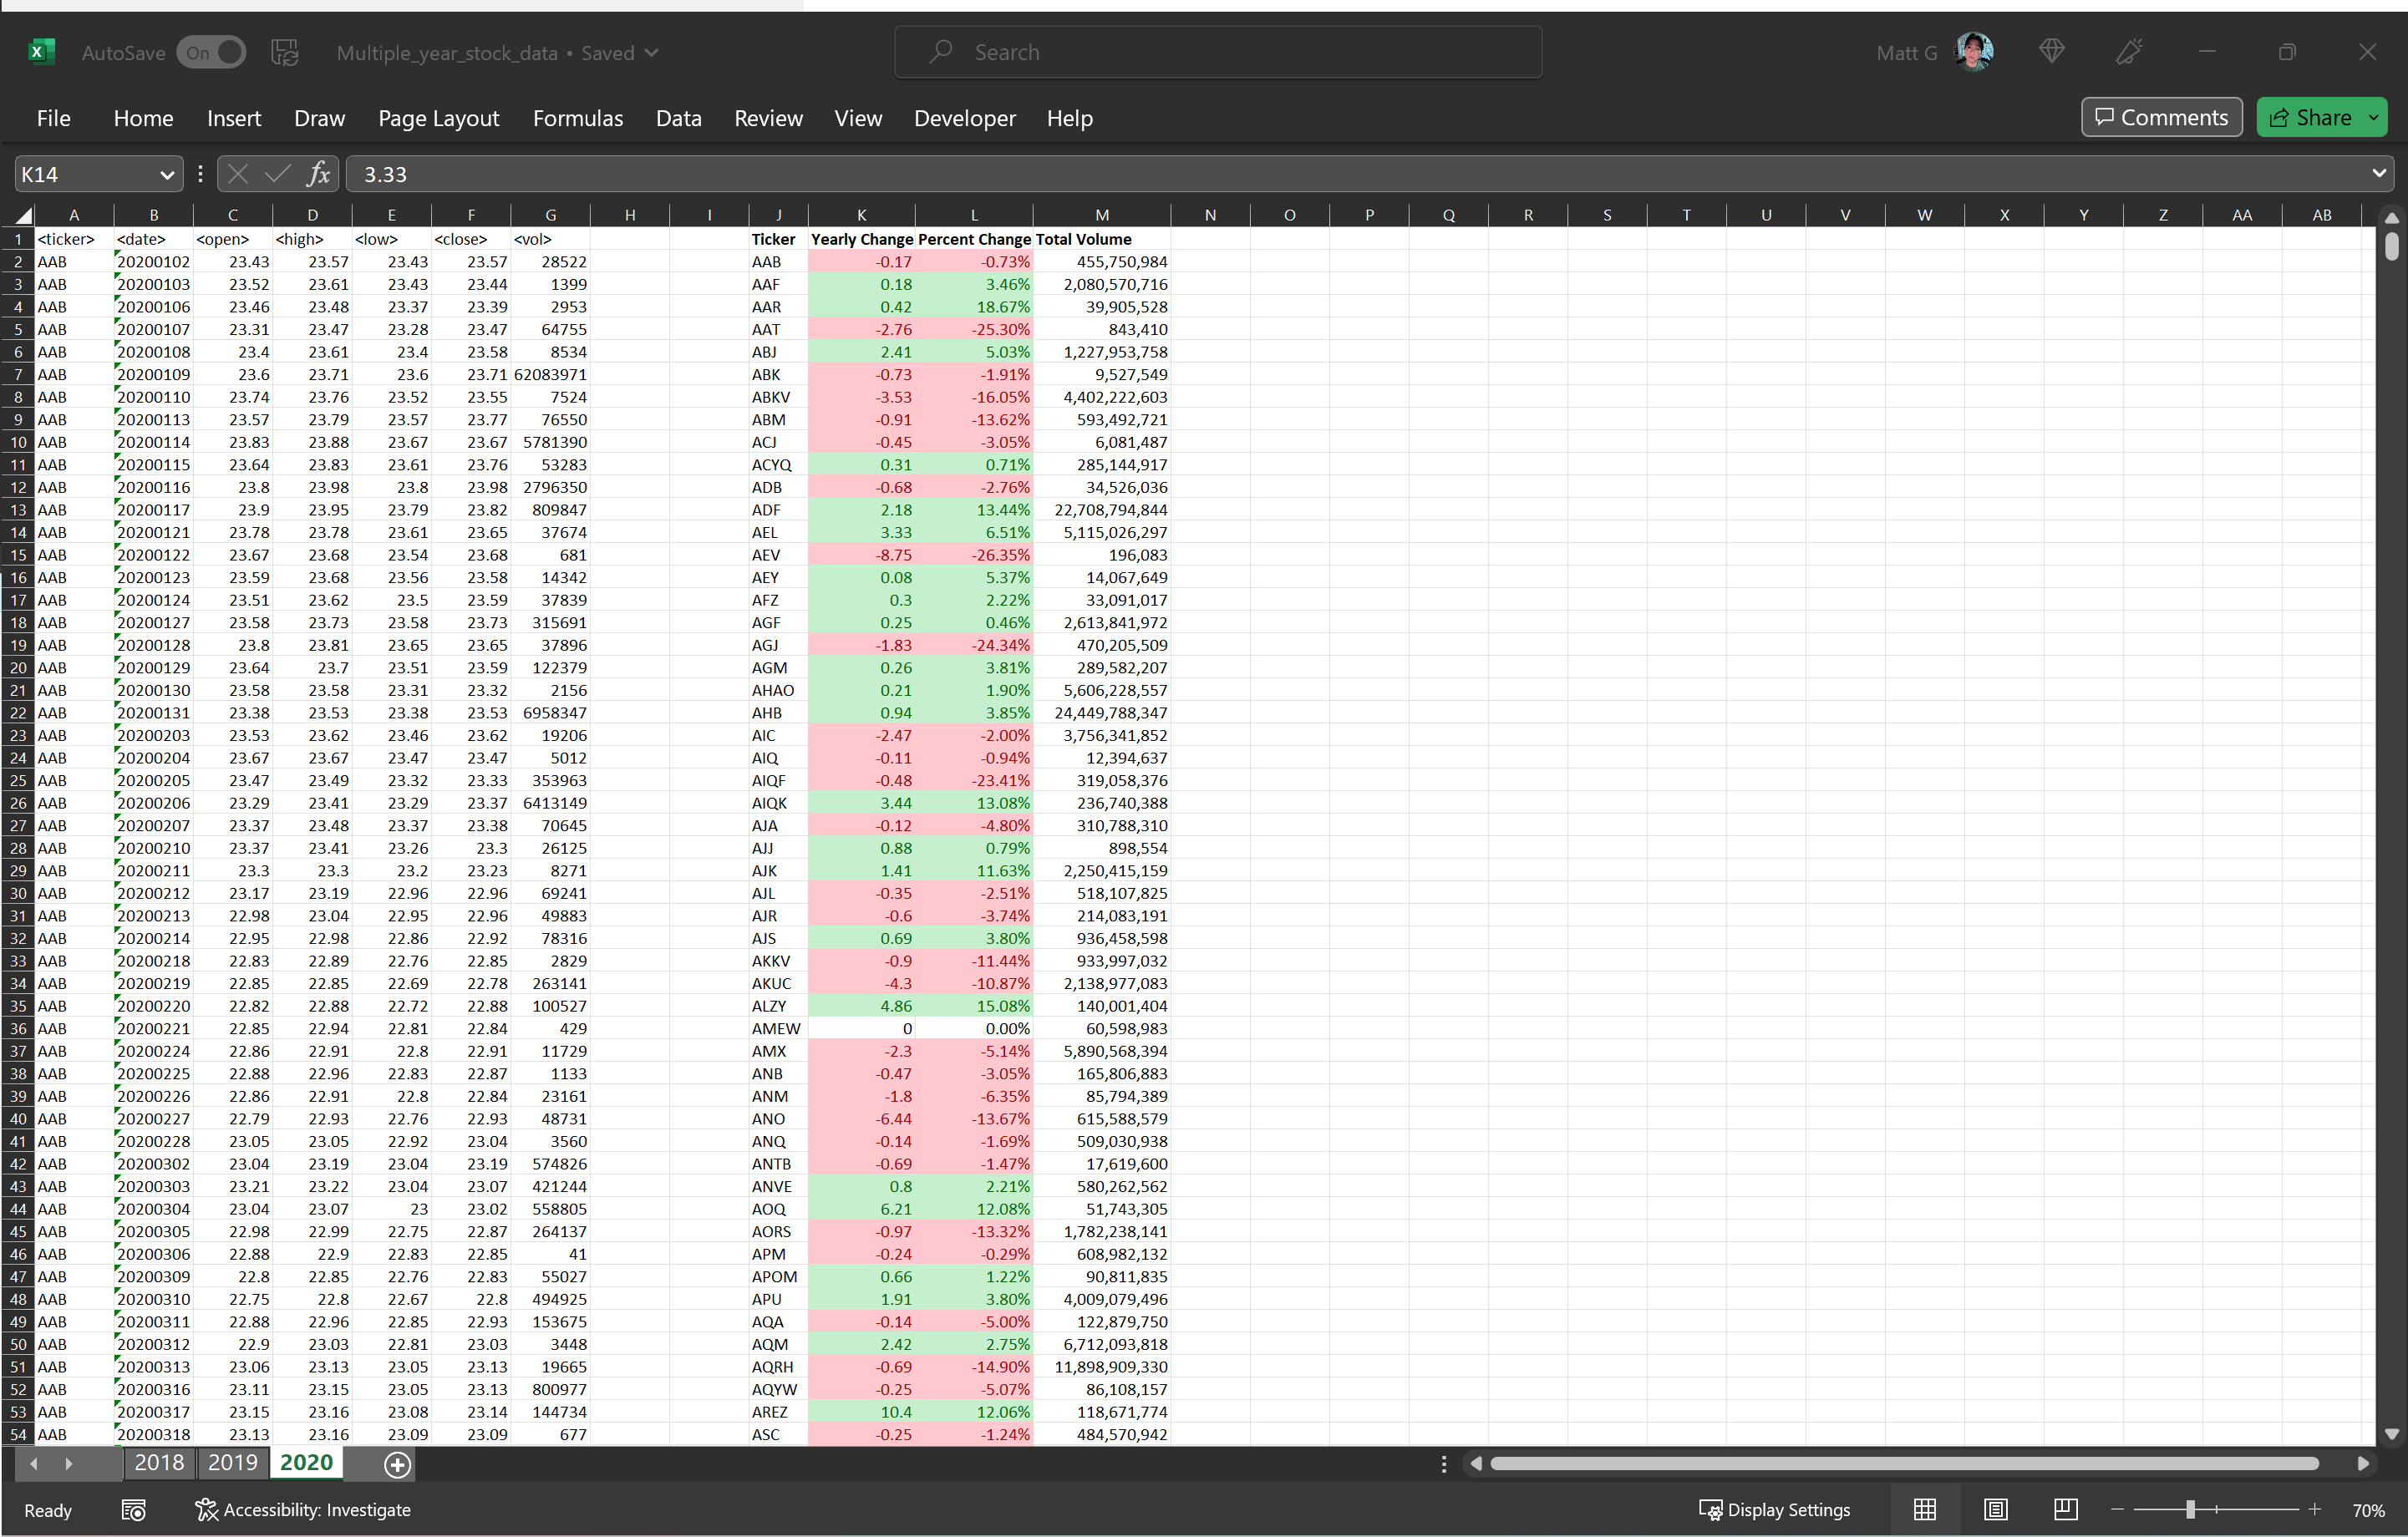 AutoSave On Multiple_year_stock_data • Saved Search Matt G
File Home Insert Draw Page Layout Formulas Data Review View Developer Help Comments Share
K14 fx 3.33
A B C D E F G H I J K L M N O P Q R S T U V W X Y Z AA AB
1 <ticker> <date> <open> <high> <low> <close> <vol> Ticker Yearly Change Percent Change Total Volume
2 AAB 20200102 23.43 23.57 23.43 23.57 28522 AAB -0.17 -0.73% 455,750,984
3 AAB 20200103 23.52 23.61 23.43 23.44 1399 AAF 0.18 3.46% 2,080,570,716
4 AAB 20200106 23.46 23.48 23.37 23.39 2953 AAR 0.42 18.67% 39,905,528
5 AAB 20200107 23.31 23.47 23.28 23.47 64755 AAT -2.76 -25.30% 843,410
6 AAB 20200108 23.4 23.61 23.4 23.58 8534 ABJ 2.41 5.03% 1,227,953,758
7 AAB 20200109 23.6 23.71 23.6 23.71 62083971 ABK -0.73 -1.91% 9,527,549
8 AAB 20200110 23.74 23.76 23.52 23.55 7524 ABKV -3.53 -16.05% 4,402,222,603
9 AAB 20200113 23.57 23.79 23.57 23.77 76550 ABM -0.91 -13.62% 593,492,721
10 AAB 20200114 23.83 23.88 23.67 23.67 5781390 ACJ -0.45 -3.05% 6,081,487
11 AAB 20200115 23.64 23.83 23.61 23.76 53283 ACYQ 0.31 0.71% 285,144,917
12 AAB 20200116 23.8 23.98 23.8 23.98 2796350 ADB -0.68 -2.76% 34,526,036
13 AAB 20200117 23.9 23.95 23.79 23.82 809847 ADF 2.18 13.44% 22,708,794,844
14 AAB 20200121 23.78 23.78 23.61 23.65 37674 AEL 3.33 6.51% 5,115,026,297
15 AAB 20200122 23.67 23.68 23.54 23.68 681 AEV -8.75 -26.35% 196,083
16 AAB 20200123 23.59 23.68 23.56 23.58 14342 AEY 0.08 5.37% 14,067,649
17 AAB 20200124 23.51 23.62 23.5 23.59 37839 AFZ 0.3 2.22% 33,091,017
18 AAB 20200127 23.58 23.73 23.58 23.73 315691 AGF 0.25 0.46% 2,613,841,972
19 AAB 20200128 23.8 23.81 23.65 23.65 37896 AGJ -1.83 -24.34% 470,205,509
20 AAB 20200129 23.64 23.7 23.51 23.59 122379 AGM 0.26 3.81% 289,582,207
21 AAB 20200130 23.58 23.58 23.31 23.32 2156 AHAO 0.21 1.90% 5,606,228,557
22 AAB 20200131 23.38 23.53 23.38 23.53 6958347 AHB 0.94 3.85% 24,449,788,347
23 AAB 20200203 23.53 23.62 23.46 23.62 19206 AIC -2.47 -2.00% 3,756,341,852
24 AAB 20200204 23.67 23.67 23.47 23.47 5012 AIQ -0.11 -0.94% 12,394,637
25 AAB 20200205 23.47 23.49 23.32 23.33 353963 AIQF -0.48 -23.41% 319,058,376
26 AAB 20200206 23.29 23.41 23.29 23.37 6413149 AIQK 3.44 13.08% 236,740,388
27 AAB 20200207 23.37 23.48 23.37 23.38 70645 AJA -0.12 -4.80% 310,788,310
28 AAB 20200210 23.37 23.41 23.26 23.3 26125 AJJ 0.88 0.79% 898,554
29 AAB 20200211 23.3 23.3 23.2 23.23 8271 AJK 1.41 11.63% 2,250,415,159
30 AAB 20200212 23.17 23.19 22.96 22.96 69241 AJL -0.35 -2.51% 518,107,825
31 AAB 20200213 22.98 23.04 22.95 22.96 49883 AJR -0.6 -3.74% 214,083,191
32 AAB 20200214 22.95 22.98 22.86 22.92 78316 AJS 0.69 3.80% 936,458,598
33 AAB 20200218 22.83 22.89 22.76 22.85 2829 AKKV -0.9 -11.44% 933,997,032
34 AAB 20200219 22.85 22.85 22.69 22.78 263141 AKUC -4.3 -10.87% 2,138,977,083
35 AAB 20200220 22.82 22.88 22.72 22.88 100527 ALZY 4.86 15.08% 140,001,404
36 AAB 20200221 22.85 22.94 22.81 22.84 429 AMEW 0 0.00% 60,598,983
37 AAB 20200224 22.86 22.91 22.8 22.91 11729 AMX -2.3 -5.14% 5,890,568,394
38 AAB 20200225 22.88 22.96 22.83 22.87 1133 ANB -0.47 -3.05% 165,806,883
39 AAB 20200226 22.86 22.91 22.8 22.84 23161 ANM -1.8 -6.35% 85,794,389
40 AAB 20200227 22.79 22.93 22.76 22.93 48731 ANO -6.44 -13.67% 615,588,579
41 AAB 20200228 23.05 23.05 22.92 23.04 3560 ANQ -0.14 -1.69% 509,030,938
42 AAB 20200302 23.04 23.19 23.04 23.19 574826 ANTB -0.69 -1.47% 17,619,600
43 AAB 20200303 23.21 23.22 23.04 23.07 421244 ANVE 0.8 2.21% 580,262,562
44 AAB 20200304 23.04 23.07 23 23.02 558805 AOQ 6.21 12.08% 51,743,305
45 AAB 20200305 22.98 22.99 22.75 22.87 264137 AORS -0.97 -13.32% 1,782,238,141
46 AAB 20200306 22.88 22.9 22.83 22.85 41 APM -0.24 -0.29% 608,982,132
47 AAB 20200309 22.8 22.85 22.76 22.83 55027 APOM 0.66 1.22% 90,811,835
48 AAB 20200310 22.75 22.8 22.67 22.8 494925 APU 1.91 3.80% 4,009,079,496
49 AAB 20200311 22.88 22.96 22.85 22.93 153675 AQA -0.14 -5.00% 122,879,750
50 AAB 20200312 22.9 23.03 22.81 23.03 3448 AQM 2.42 2.75% 6,712,093,818
51 AAB 20200313 23.06 23.13 23.05 23.13 19665 AQRH -0.69 -14.90% 11,898,909,330
52 AAB 20200316 23.11 23.15 23.05 23.13 800977 AQYW -0.25 -5.07% 86,108,157
53 AAB 20200317 23.15 23.16 23.08 23.14 144734 AREZ 10.4 12.06% 118,671,774
54 AAB 20200318 23.13 23.16 23.09 23.09 677 ASC -0.25 -1.24% 484,570,942
2018 2019 2020
Ready Accessibility: Investigate Display Settings 70%